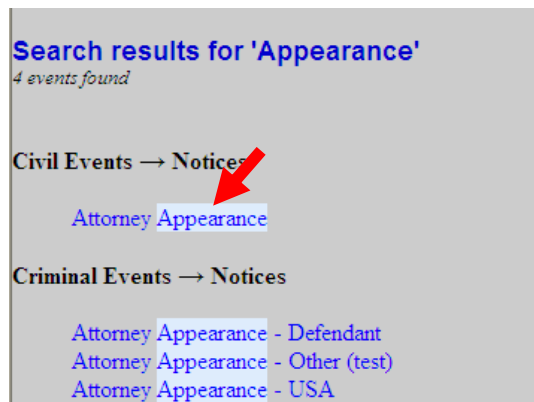 Search results for 'Appearance'
4 events found
Civil Events → Notices
Attorney Appearance
Criminal Events → Notices
Attorney Appearance - Defendant
Attorney Appearance - Other (test)
Attorney Appearance - USA